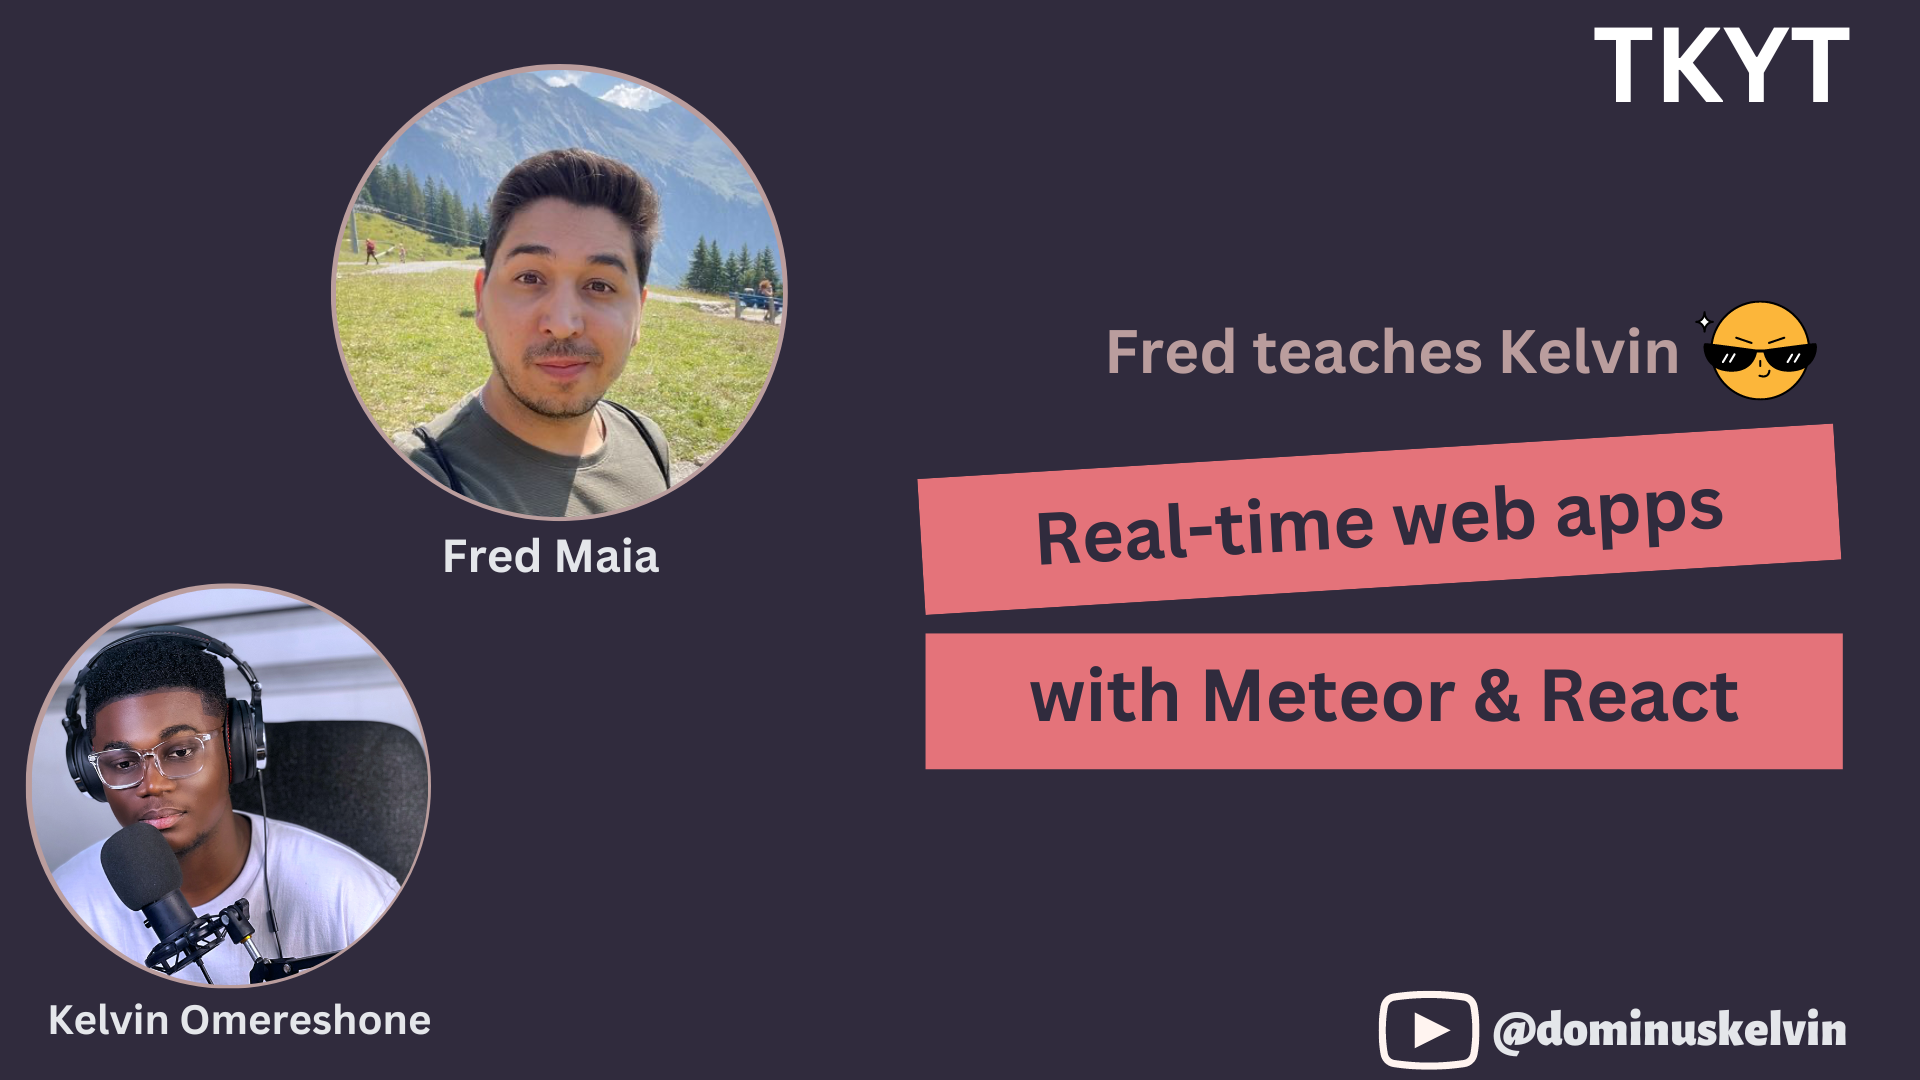 TKYT
Fred teaches Kelvin
Real-time web apps
with Meteor & React
Fred Maia
Kelvin Omereshone
@dominuskelvin